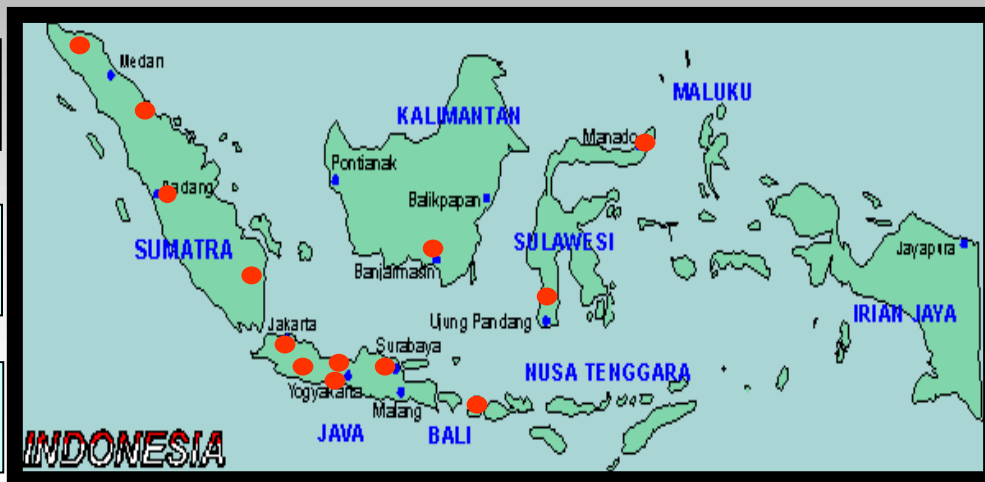 Medan
MALUKU
KALIMANTAN
Manado
Pontianak
Padang
Balikpapan
SUMATRA
SULAWESI
Jayapura
Banjarmasin
IRIAN JAYA
Jakarta
Ujung Pandang
Surabaya
NUSA TENGGARA
Yogyakarta
Malang
JAVA
BALI
INDONESIA